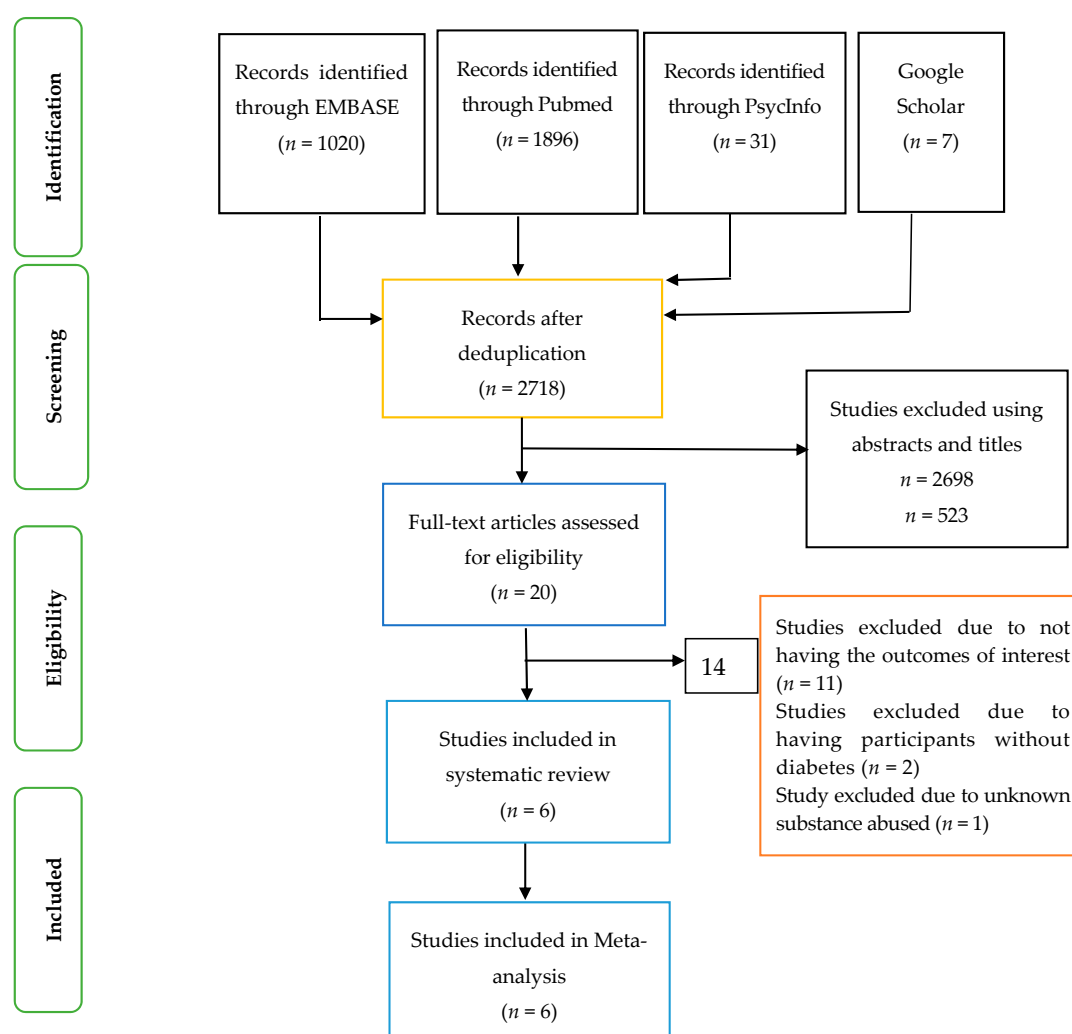 Identification
Records identified
through EMBASE
(n = 1020)
Records identified
through Pubmed
(n = 1896)
Records identified
through PsycInfo
(n = 31)
Google
Scholar
(n = 7)
Screening
Records after
deduplication
(n = 2718)
Studies excluded using
abstracts and titles
n = 2698
n = 523
Eligibility
Full-text articles assessed
for eligibility
(n = 20)
14
Studies excluded due to not
having the outcomes of interest
(n = 11)
Studies excluded due to
having participants without
diabetes (n = 2)
Study excluded due to unknown
substance abused (n = 1)
Studies included in
systematic review
(n = 6)
Included
Studies included in Meta-
analysis
(n = 6)